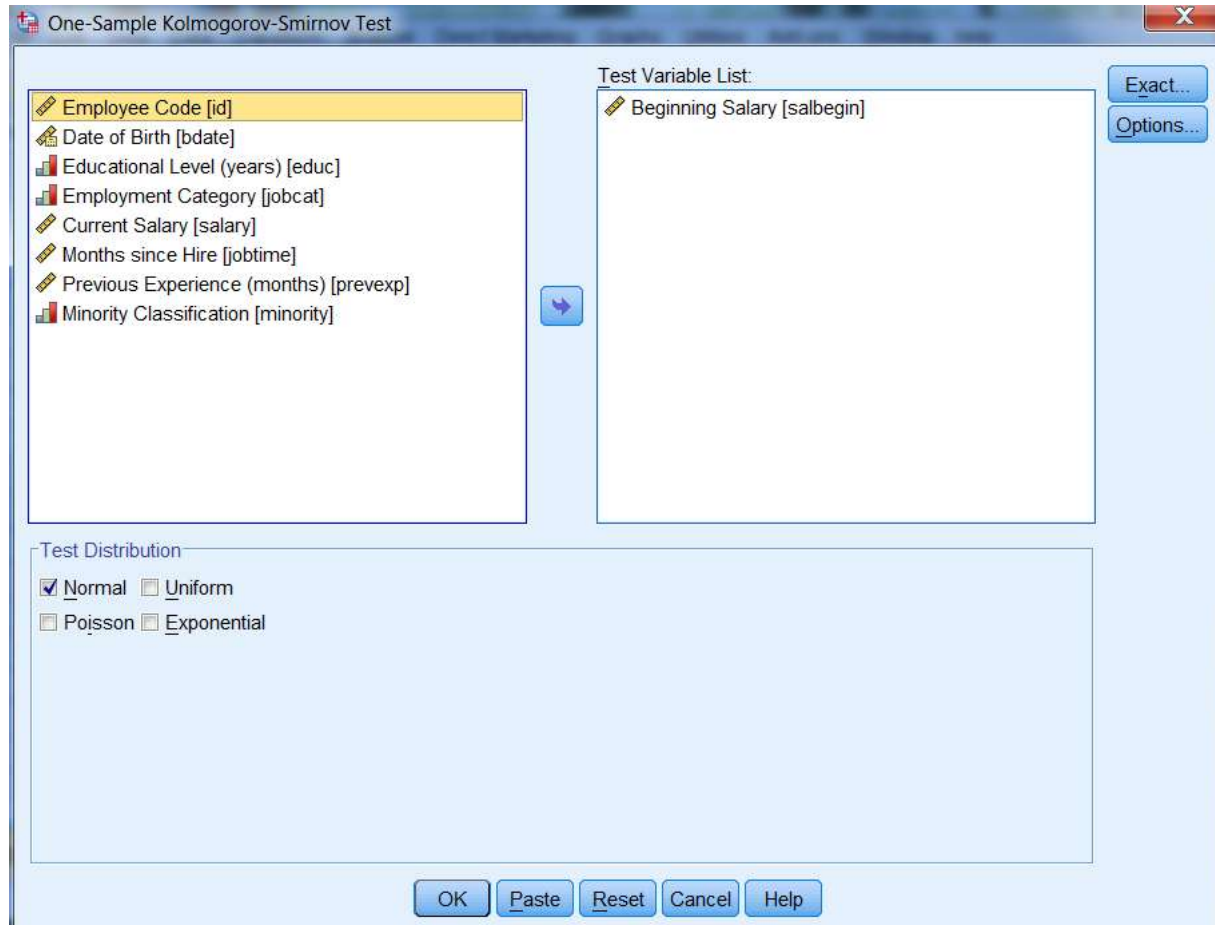 One-Sample Kolmogorov-Smirnov Test
X
Test Variable List:
Employee Code [id]
Date of Birth [bdate]
Educational Level (years) [educ]
Employment Category [jobcat]
Current Salary [salary]
Months since Hire [jobtime]
Previous Experience (months) [prevexp]
Minority Classification [minority]
Beginning Salary [salbegin]
Exact...
Options...
Test Distribution
Normal Uniform
Poisson Exponential
OK Paste Reset Cancel Help